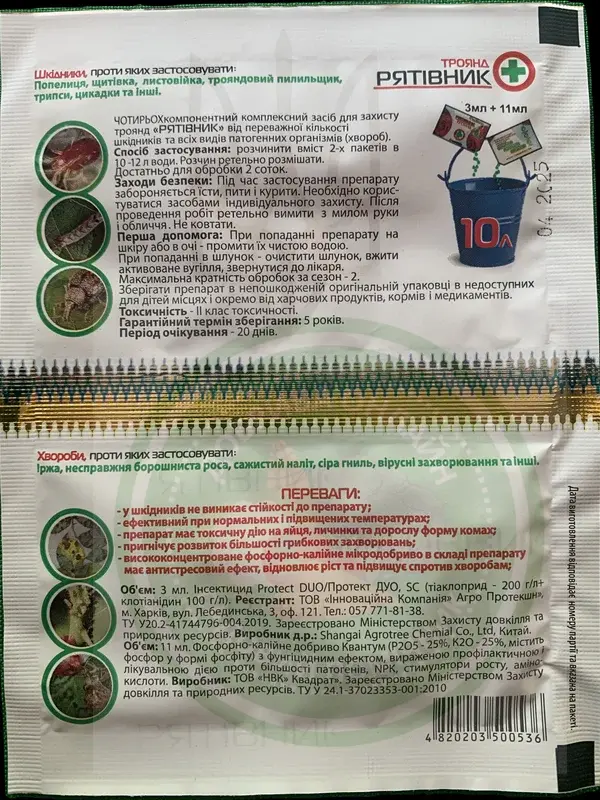 ТРОЯНД
РЯТІВНИК
Шкідники, проти яких застосовувати:
Попелиця, щитівка, листовійка, трояндовий пилильщик,
трипси, цикадки та інші.
3мл + 11мл
10л
04 2025
ЧОТИРЬОХкомпонентний комплексний засіб для захисту
троянд «РЯТІВНИК» від переважної кількості
шкідників та всіх видів патогенних організмів (хвороб).
Спосіб застосування: розчинити вміст 2-х пакетів в
10-12 л води. Розчин ретельно розмішати.
Достатньо для обробки 2 соток.
Заходи безпеки: Під час застосування препарату
забороняється їсти, пити і курити. Необхідно корис-
туватися засобами індивідуального захисту. Після
проведення робіт ретельно вимити з милом руки
і обличчя. Не ковтати.
Перша допомога: При попаданні препарату на
шкіру або в очі - промити їх чистою водою.
При попаданні в шлунок - очистити шлунок, вжити
активоване вугілля, звернутися до лікаря.
Максимальна кратність обробок за сезон - 2.
Зберігати препарат в непошкодженій оригінальній упаковці в недоступних
для дітей місцях і окремо від харчових продуктів, кормів і медикаментів.
Токсичність - II клас токсичності.
Гарантійний термін зберігання: 5 років.
Період очікування - 20 днів.
Хвороби, проти яких застосовувати:
Іржа, несправжня борошниста роса, сажистий наліт, сіра гниль, вірусні захворювання та інші.
ПЕРЕВАГИ:
- у шкідників не виникає стійкості до препарату;
- ефективний при нормальних і підвищених температурах;
- препарат має токсичну дію на яйця, личинки та дорослу форму комах;
- пригнічує розвиток більшості грибкових захворювань;
- висококонцентроване фосфорно-калійне мікродобриво в складі препарату
має антистресовий ефект, відновлює ріст та підвищує спротив хворобам;
Об'єм: 3 мл. Інсектицид Protect DUO/Протект ДУО, SC (тіаклоприд - 200 г/л+
клотіанідин 100 г/л). Реєстрант: ТОВ «Інноваційна Компанія» Агро Протекшн»,
м. Харків, вул. Лебединська, 3, оф. 121. Тел.: 057 771-81-38.
ТУ У20.2-41744796-004.2019. Зареєстровано Міністерством Захисту довкілля та
природних ресурсів. Виробник д.р.: Shangai Agrotree Chemial Co., Ltd, Китай.
Об'єм: 11 мл. Фосфорно-калійне добриво Квантум (P2O5 - 25%, K2O - 25%, містить
фосфор у формі фосфіту) з фунгіцидним ефектом, вираженою профілактичною і
лікувальною дією проти більшості патогенів, NPK, стимулятори росту, аміно-
кислоти. Виробник: ТОВ «НВК» Квадрат». Зареєстровано Міністерством Захисту
довкілля та природних ресурсів. ТУ У 24.1-37023353-001:2010
4 820203 500536
Дата виготовлення відповідає номеру партії та вказана на пакеті.